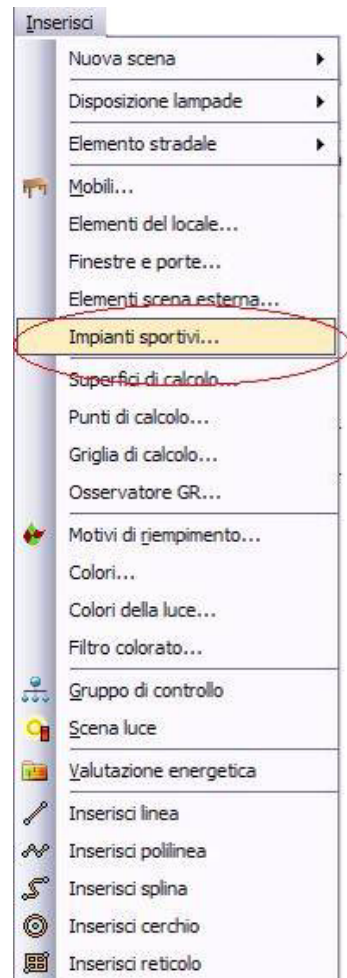 Inserisci
Nuova scena
Disposizione lampade
Elemento stradale
Mobili...
Elementi del locale...
Finestre e porte...
Elementi scena esterna...
Impianti sportivi...
Superfici di calcolo...
Punti di calcolo...
Griglia di calcolo...
Osservatore GR...
Motivi di riempimento...
Colori...
Colori della luce...
Filtro colorato...
Gruppo di controllo
Scena luce
Valutazione energetica
Inserisci linea
Inserisci polilinea
Inserisci splina
Inserisci cerchio
Inserisci reticolo